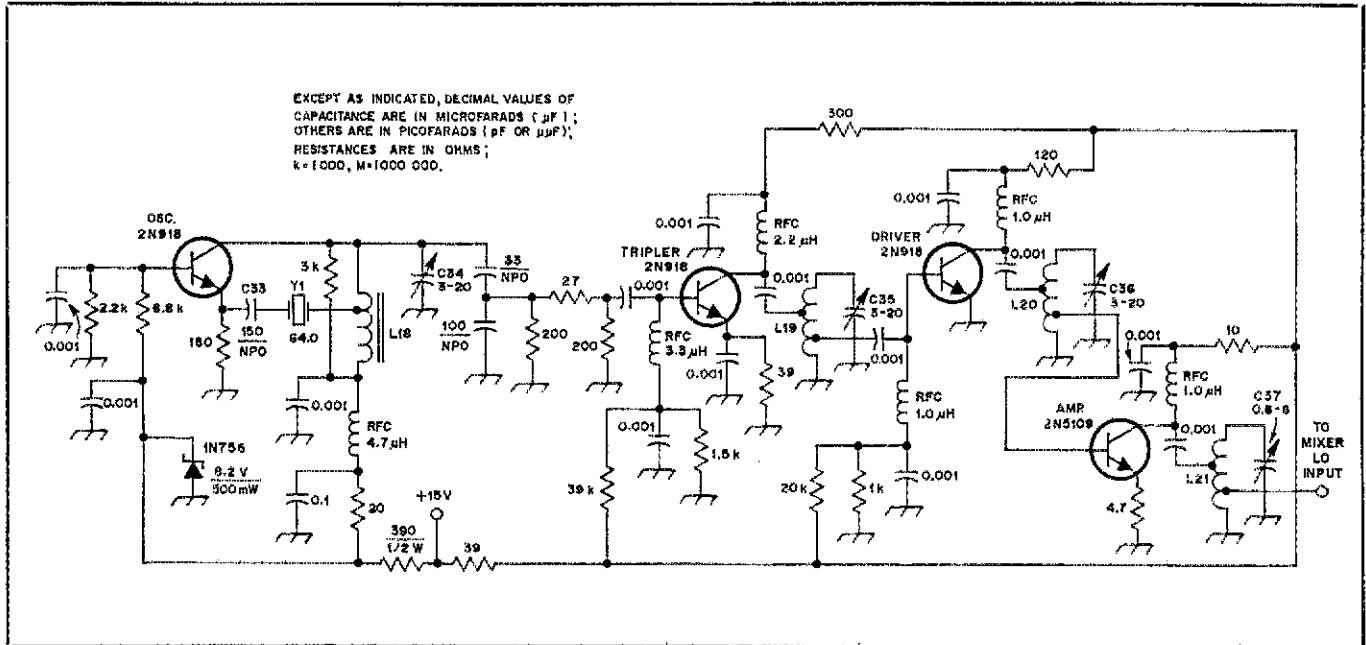 EXCEPT AS INDICATED, DECIMAL VALUES OF
CAPACITANCE ARE IN MICROFARADS ( µF );
OTHERS ARE IN PICOFARADS ( pF OR µµF);
RESISTANCES ARE IN OHMS;
k=1000, M=1000 000.
OSC.
2N918
0.001
2.2k
6.8k
0.001
1N756
8.2 V
500mW
180
C33
150
NPO
Y1
64.0
3k
L18
0.001
RFC
4.7µH
0.1
20
390
1/2 W
+15V
39
C34
3-20
33
NPO
100
NPO
200
27
200
0.001
TRIPLER
2N918
RFC
3.3µH
0.001
39k
1.5k
0.001
39
0.001
RFC
2.2µH
300
0.001
L19
C35
3-20
0.001
DRIVER
2N918
RFC
1.0µH
20k
1k
0.001
0.001
RFC
1.0µH
120
0.001
L20
C36
3-20
AMP.
2N5109
4.7
0.001
RFC
1.0µH
10
0.001
L21
C37
0.8-8
TO
MIXER
LO
INPUT